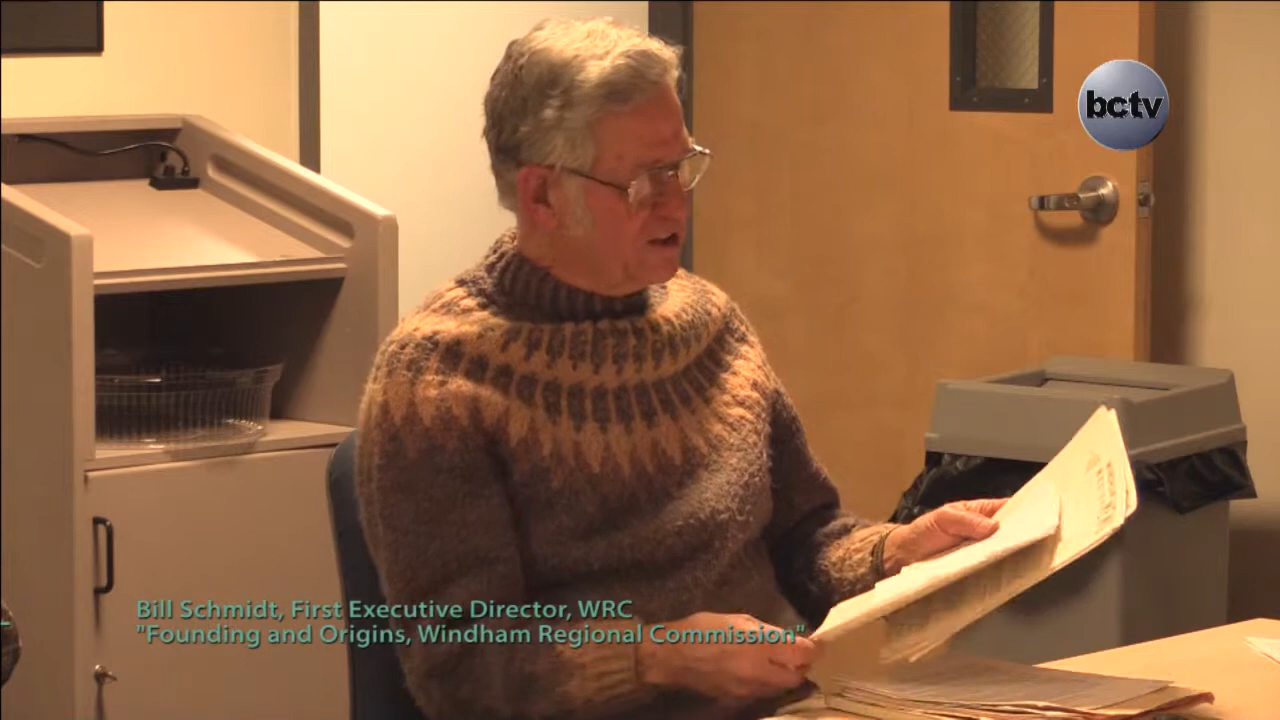 bctv
Bill Schmidt, First Executive Director, WRC
"Founding and Origins, Windham Regional Commission"